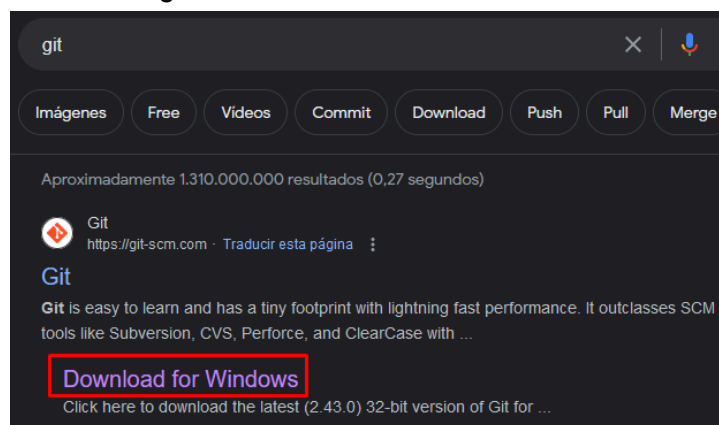 git
Imágenes Free Vídeos Commit Download Push Pull Merge
Aproximadamente 1.310.000.000 resultados (0,27 segundos)
Git
https://git-scm.com · Traducir esta página
Git
Git is easy to learn and has a tiny footprint with lightning fast performance. It outclasses SCM
tools like Subversion, CVS, Perforce, and ClearCase with ...
Download for Windows
Click here to download the latest (2.43.0) 32-bit version of Git for ...